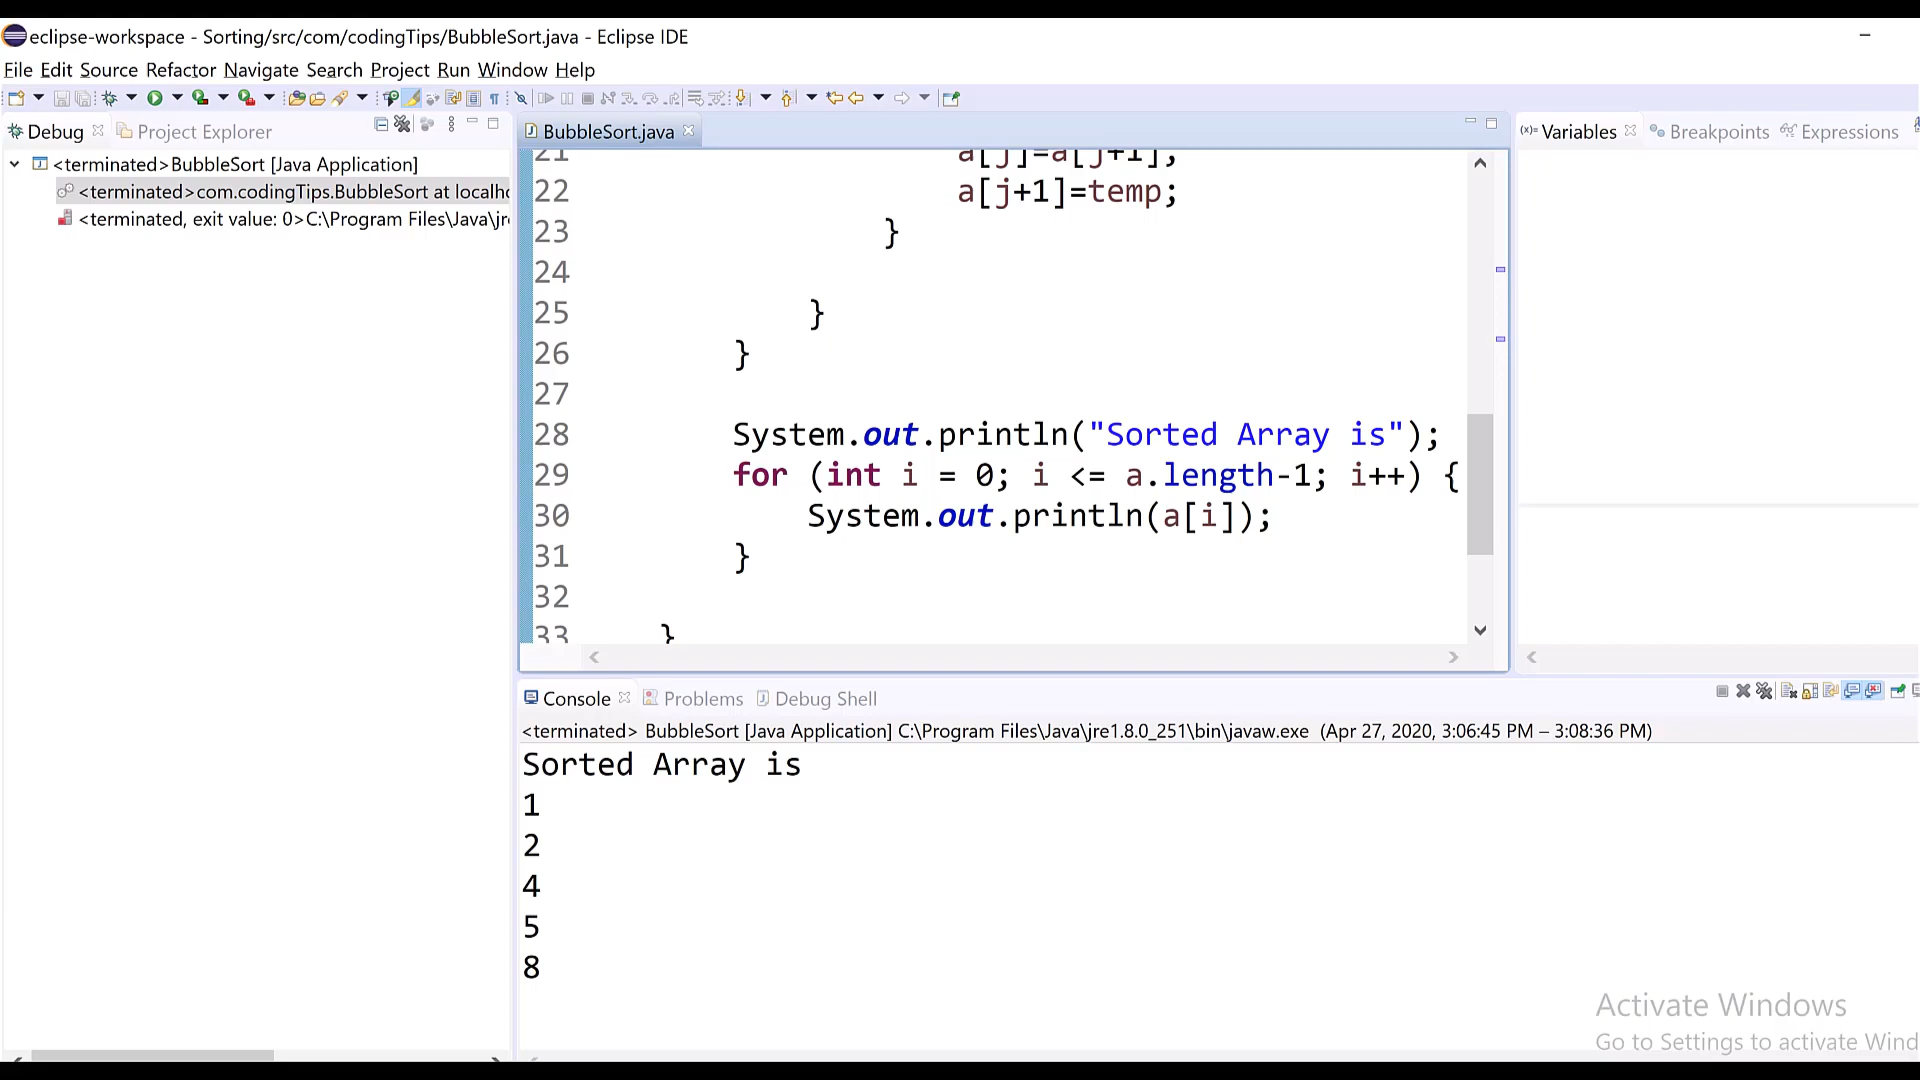 eclipse-workspace - Sorting/src/com/codingTips/BubbleSort.java - Eclipse IDE
File Edit Source Refactor Navigate Search Project Run Window Help
Debug Project Explorer
<terminated>BubbleSort [Java Application]
<terminated>com.codingTips.BubbleSort at localho
<terminated, exit value: 0>C:\Program Files\Java\jre
BubbleSort.java
21 a[j]=a[j+1];
22 a[j+1]=temp;
23 }
24
25 }
26 }
27
28 System.out.println("Sorted Array is");
29 for (int i = 0; i <= a.length-1; i++) {
30 System.out.println(a[i]);
31 }
32
33 }
(x)= Variables Breakpoints Expressions
Console Problems Debug Shell
<terminated> BubbleSort [Java Application] C:\Program Files\Java\jre1.8.0_251\bin\javaw.exe (Apr 27, 2020, 3:06:45 PM – 3:08:36 PM)
Sorted Array is
1
2
4
5
8
Activate Windows
Go to Settings to activate Wind